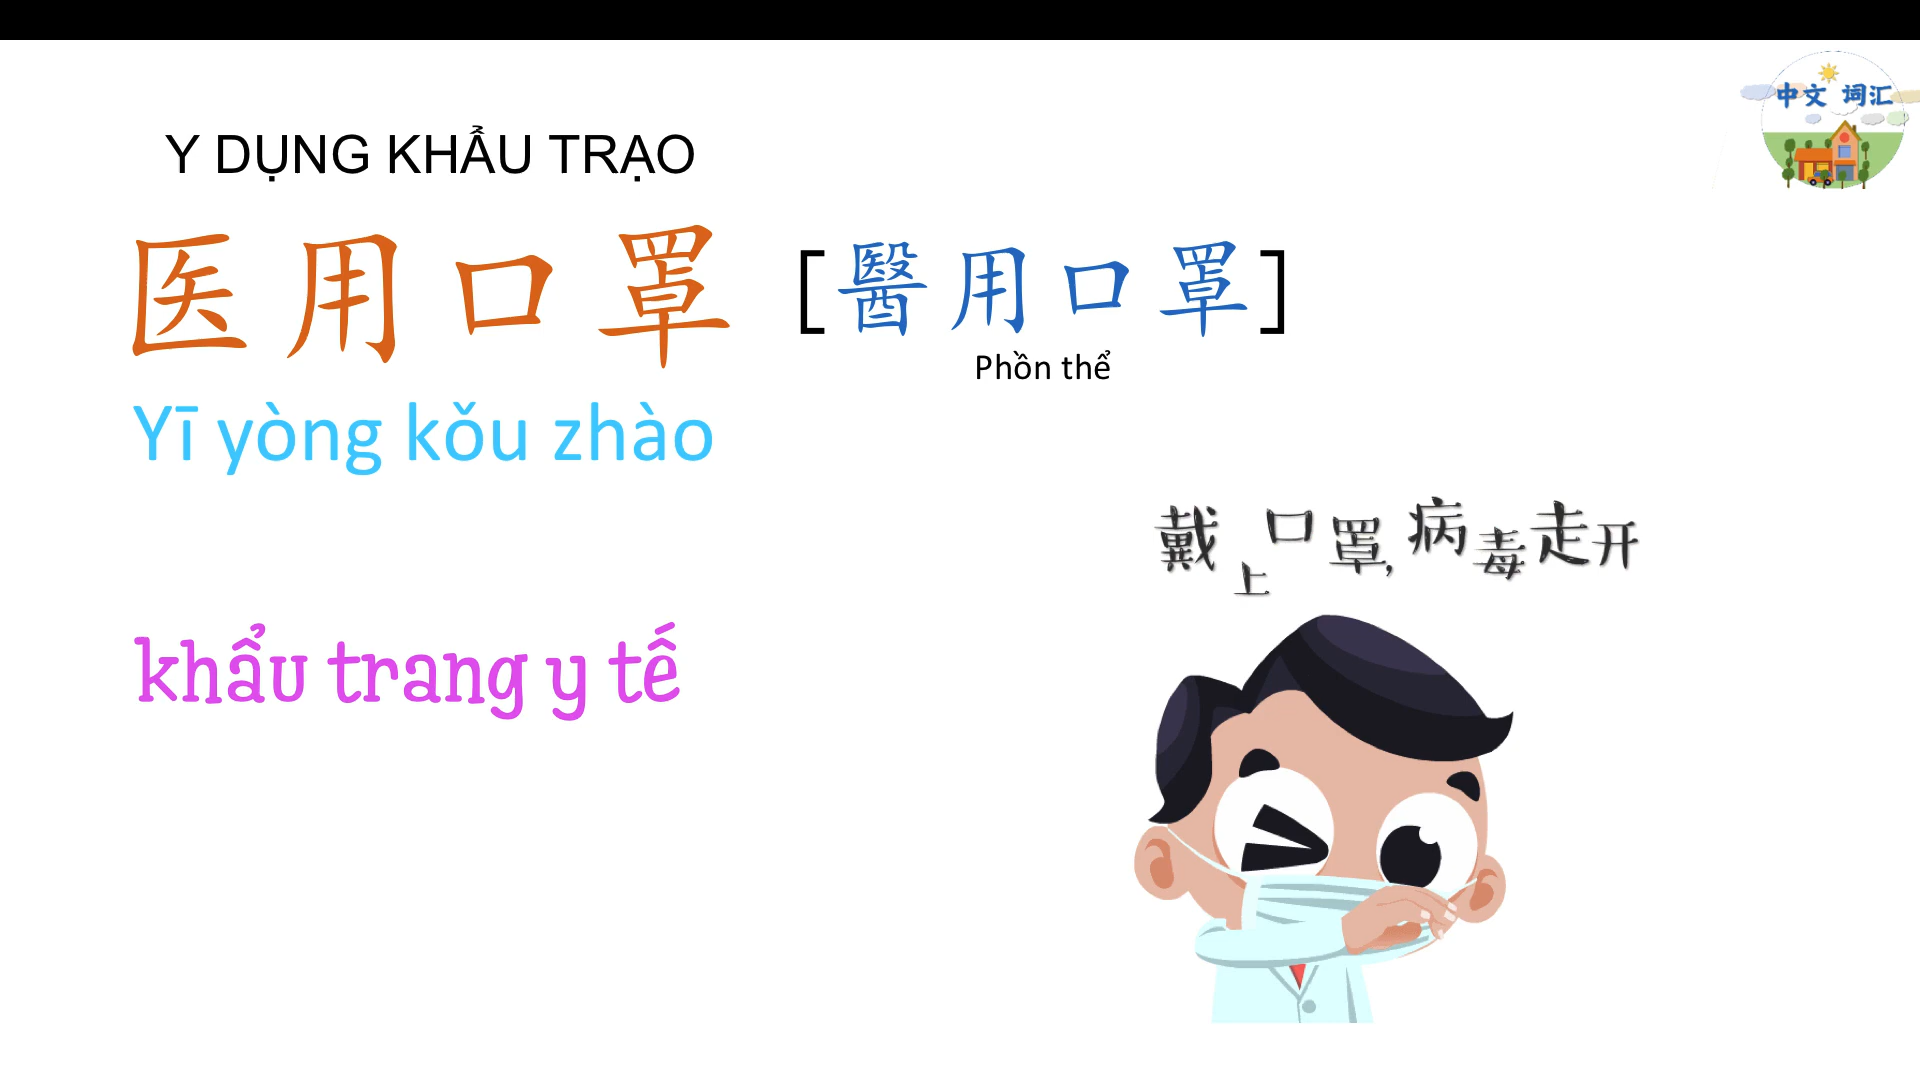 中文 词汇
Y DỤNG KHẨU TRẠO
医用口罩 [醫用口罩]
Phồn thể
Yī yòng kǒu zhào
戴上口罩,病毒走开
khẩu trang y tế